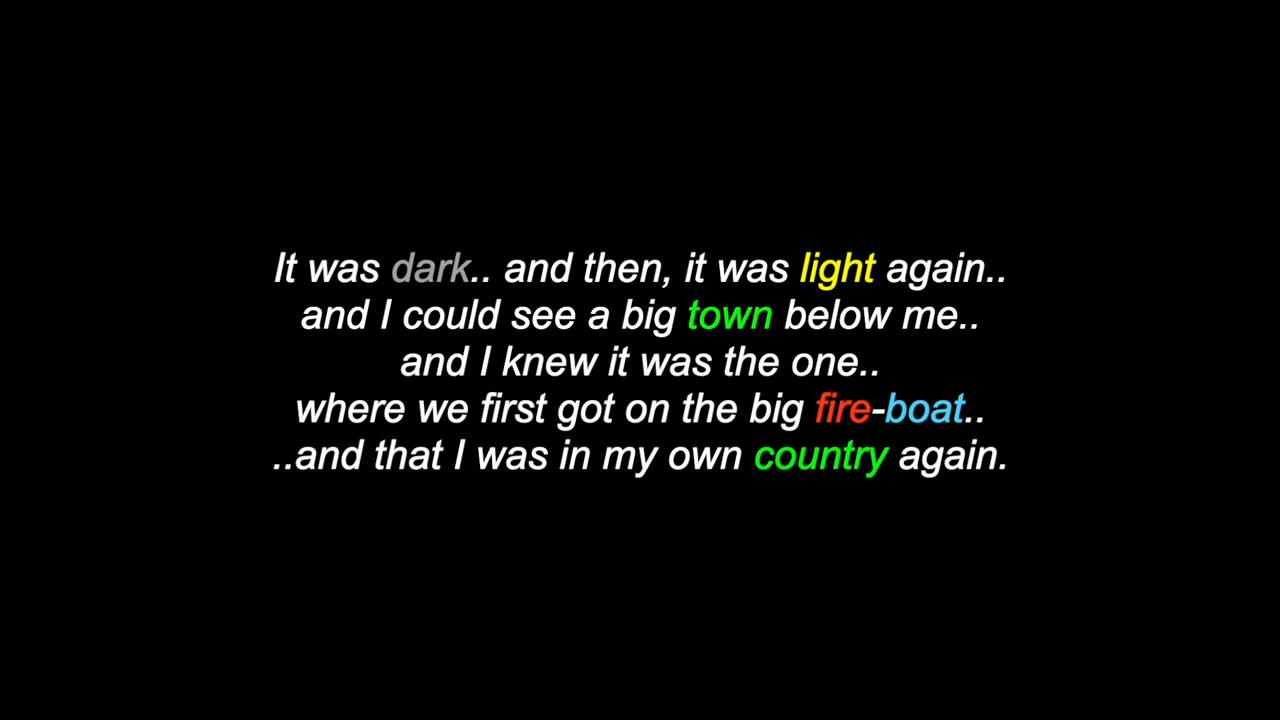 It was dark.. and then, it was light again..
and I could see a big town below me..
and I knew it was the one..
where we first got on the big fire-boat..
..and that I was in my own country again.